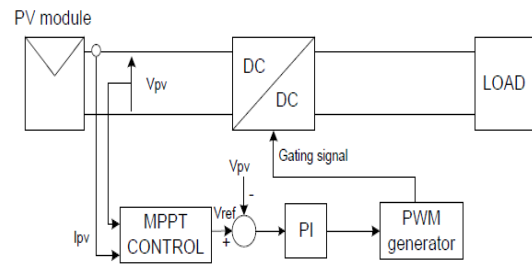 PV module
DC
DC
LOAD
Vpv
Gating signal
Vpv
-
Ipv
MPPT
CONTROL
Vref
+
PI
PWM
generator